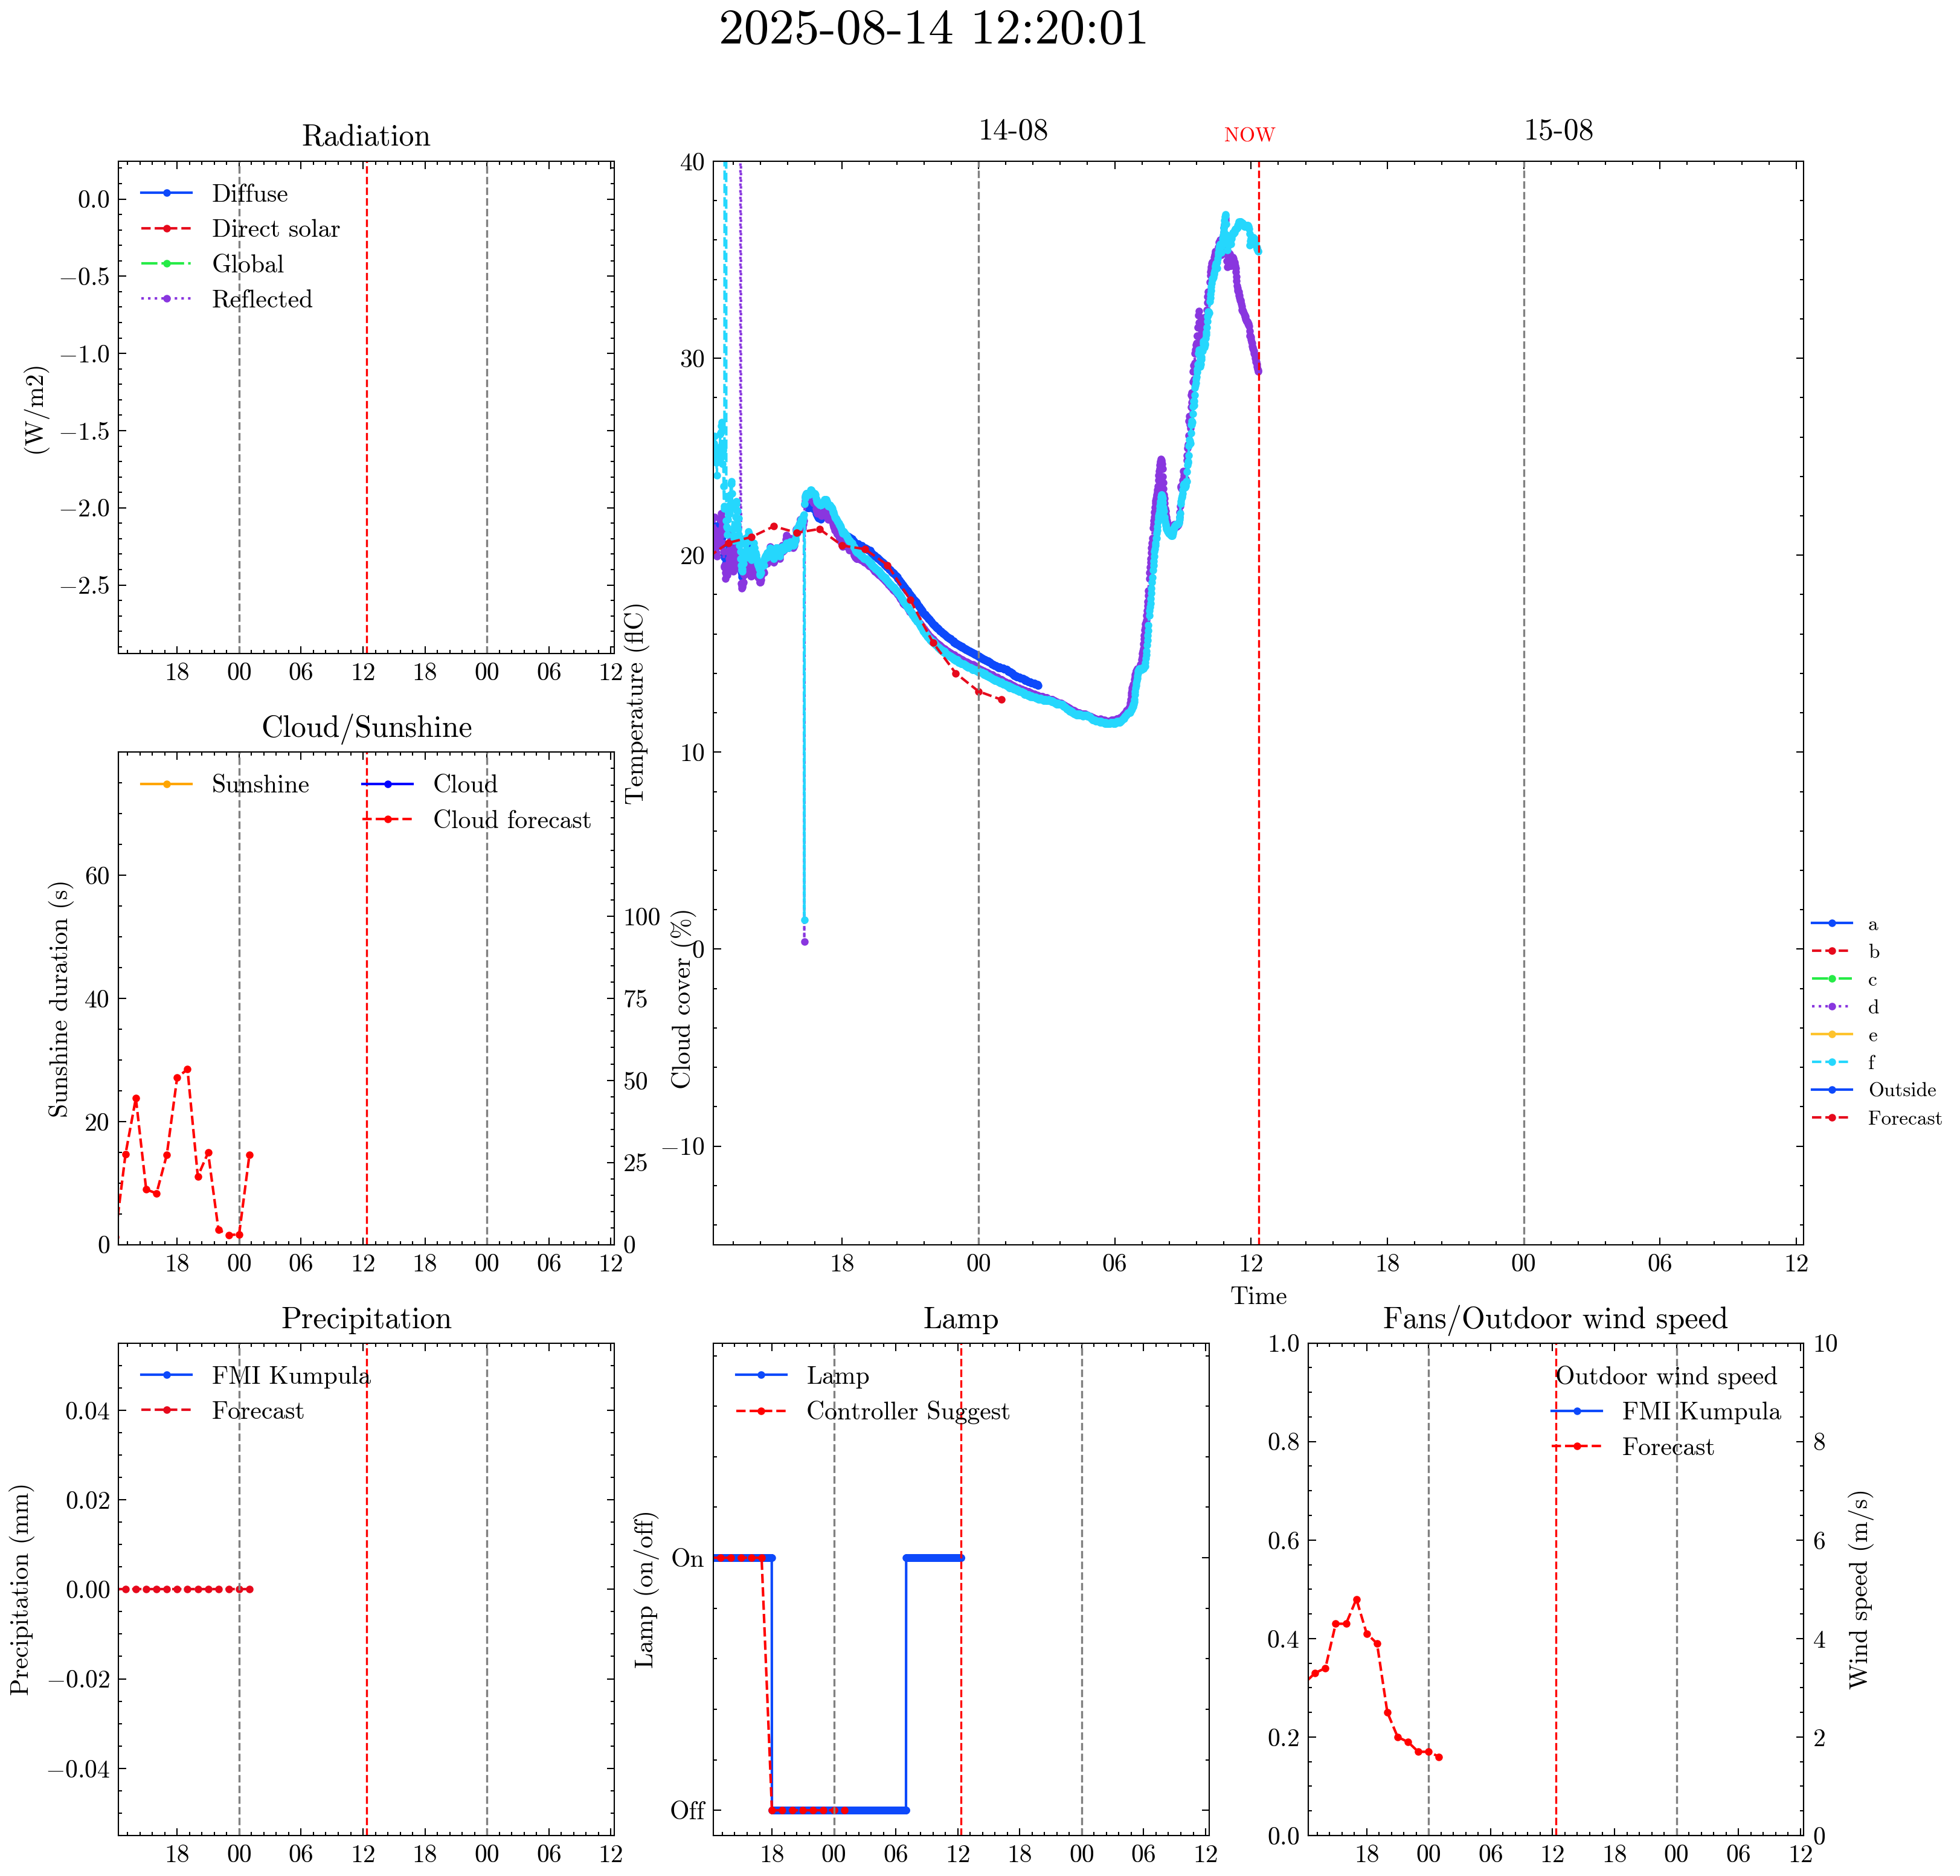 2025-08-14 12:20:01
Radiation
(W/m2)
0.0
−0.5
−1.0
−1.5
−2.0
−2.5
Diffuse
Direct solar
Global
Reflected
18 00 06 12 18 00 06 12
14-08 NOW 15-08
Temperature (flC)
40
30
20
10
0
−10
18 00 06 12 18 00 06 12
Time
a
b
c
d
e
f
Outside
Forecast
Cloud/Sunshine
Sunshine duration (s)
60
40
20
0
Sunshine
Cloud
Cloud forecast
100
75
50
25
0
Cloud cover (%)
18 00 06 12 18 00 06 12
Precipitation
Precipitation (mm)
0.04
0.02
0.00
−0.02
−0.04
FMI Kumpula
Forecast
18 00 06 12 18 00 06 12
Lamp
Lamp (on/off)
On
Off
Lamp
Controller Suggest
18 00 06 12 18 00 06 12
Fans/Outdoor wind speed
1.0
0.8
0.6
0.4
0.2
0.0
Outdoor wind speed
FMI Kumpula
Forecast
10
8
6
4
2
0
Wind speed (m/s)
18 00 06 12 18 00 06 12